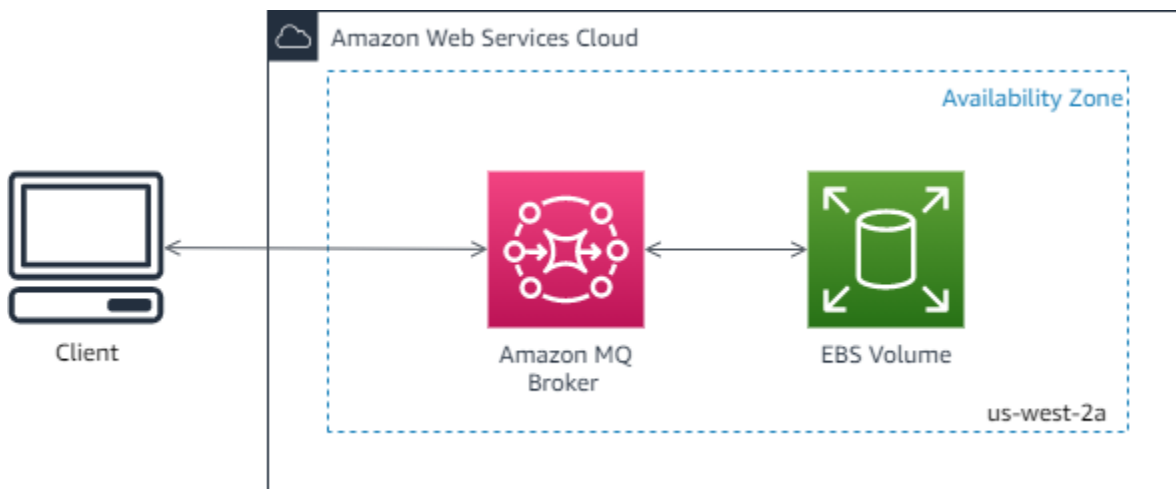 Amazon Web Services Cloud
Availability Zone
Client
Amazon MQ
Broker
EBS Volume
us-west-2a